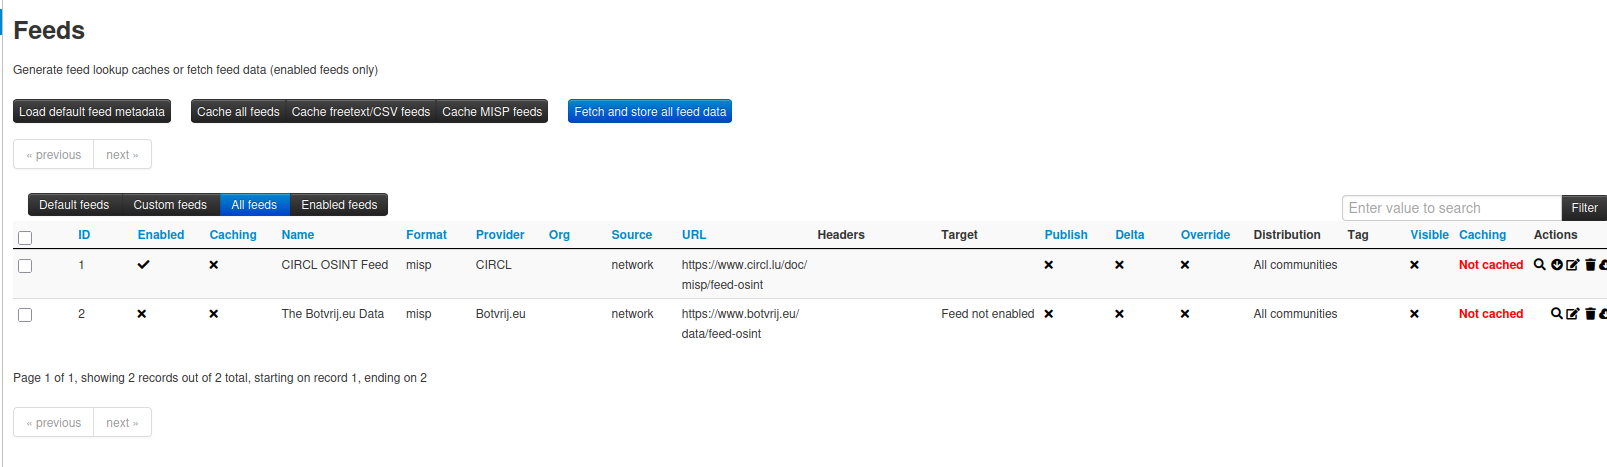 Feeds
Generate feed lookup caches or fetch feed data (enabled feeds only)
Load default feed metadata Cache all feeds Cache freetext/CSV feeds Cache MISP feeds Fetch and store all feed data
« previous next »
Default feeds Custom feeds All feeds Enabled feeds Enter value to search Filter
ID Enabled Caching Name Format Provider Org Source URL Headers Target Publish Delta Override Distribution Tag Visible Caching Actions
1 CIRCL OSINT Feed misp CIRCL network https://www.circl.lu/doc/ All communities Not cached
misp/feed-osint
2 The Botvrij.eu Data misp Botvrij.eu network https://www.botvrij.eu/ Feed not enabled All communities Not cached
data/feed-osint
Page 1 of 1, showing 2 records out of 2 total, starting on record 1, ending on 2
« previous next »